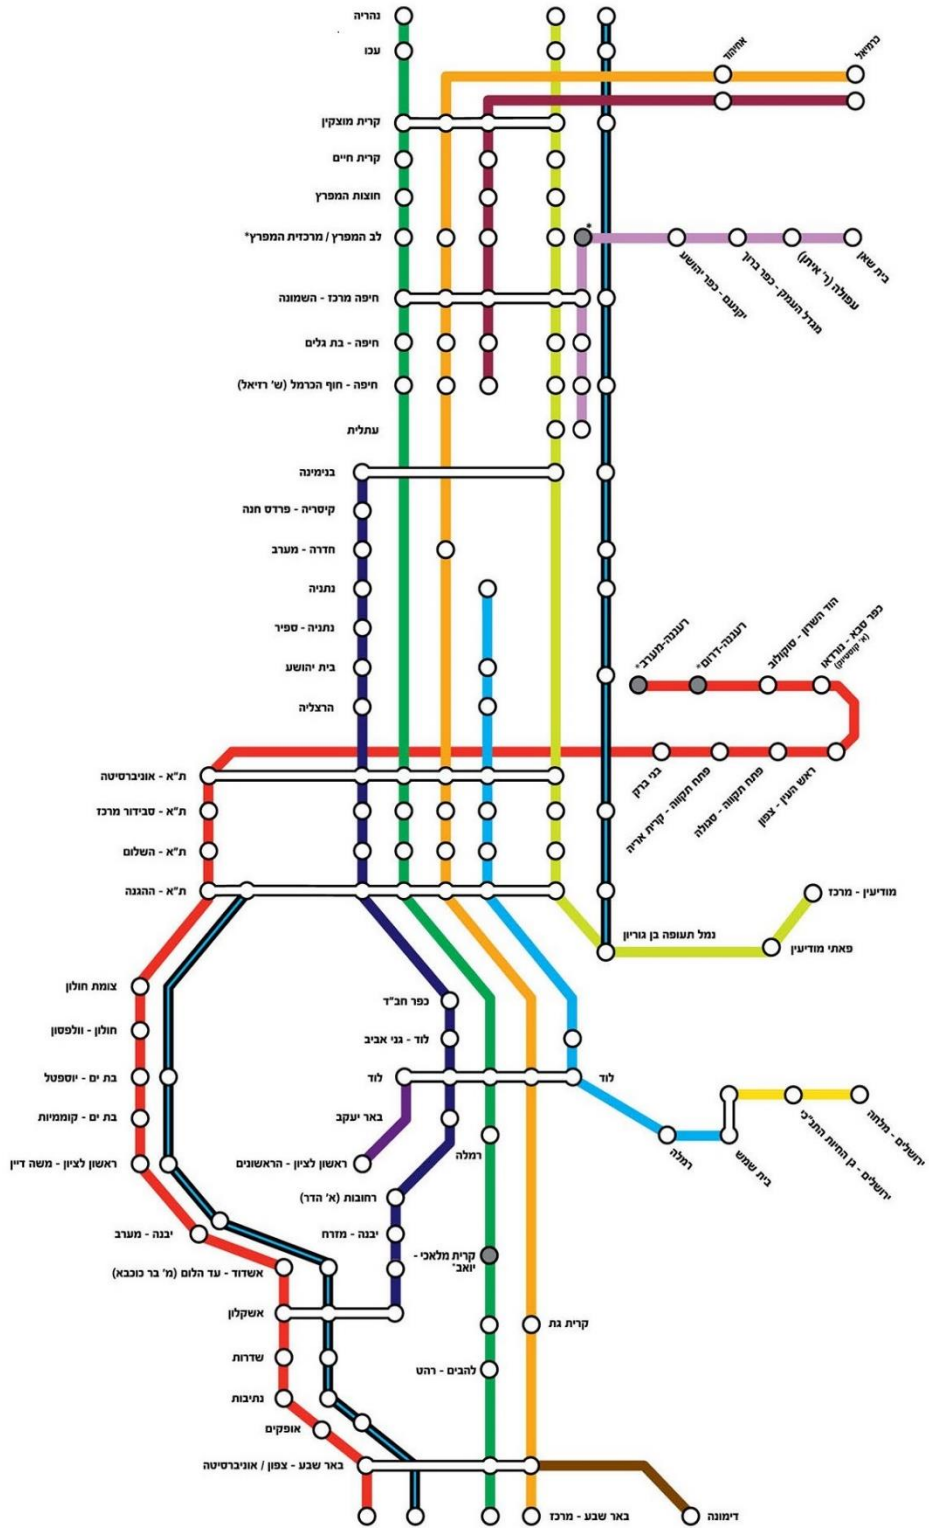 נהריה
עכו
אחיהוד
כרמיאל
קרית מוצקין
קרית חיים
חוצות המפרץ
לב המפרץ / מרכזית המפרץ*
*
יקנעם - כפר יהושע
מגדל העמק - כפר ברוך
עפולה (ר' איתן)
בית שאן
חיפה מרכז - השמונה
חיפה - בת גלים
חיפה - חוף הכרמל (ש' רזיאל)
עתלית
בנימינה
קיסריה - פרדס חנה
חדרה - מערב
נתניה
נתניה - ספיר
בית יהושע
הרצליה
רעננה-מערב*
רעננה-דרום*
הוד השרון - סוקולוב
כפר סבא - נורדאו
(א' קוסטיוק)
בני ברק
פתח תקווה - קרית אריה
פתח תקווה - סגולה
ראש העין - צפון
ת"א - אוניברסיטה
ת"א - סבידור מרכז
ת"א - השלום
ת"א - ההגנה
מודיעין - מרכז
נמל תעופה בן גוריון
פאתי מודיעין
צומת חולון
חולון - וולפסון
בת ים - יוספטל
בת ים - קוממיות
ראשון לציון - משה דיין
יבנה - מערב
אשדוד - עד הלום (מ' בר כוכבא)
אשקלון
שדרות
נתיבות
אופקים
באר שבע - צפון / אוניברסיטה
כפר חב"ד
לוד - גני אביב
לוד
לוד
באר יעקב
ראשון לציון - הראשונים
רמלה
רחובות (א' הדר)
יבנה - מזרח
קרית מלאכי -
יואב*
קרית גת
להבים - רהט
רמלה
בית שמש
ירושלים - גן החיות התנ"כי
ירושלים - מלחה
באר שבע - מרכז
דימונה